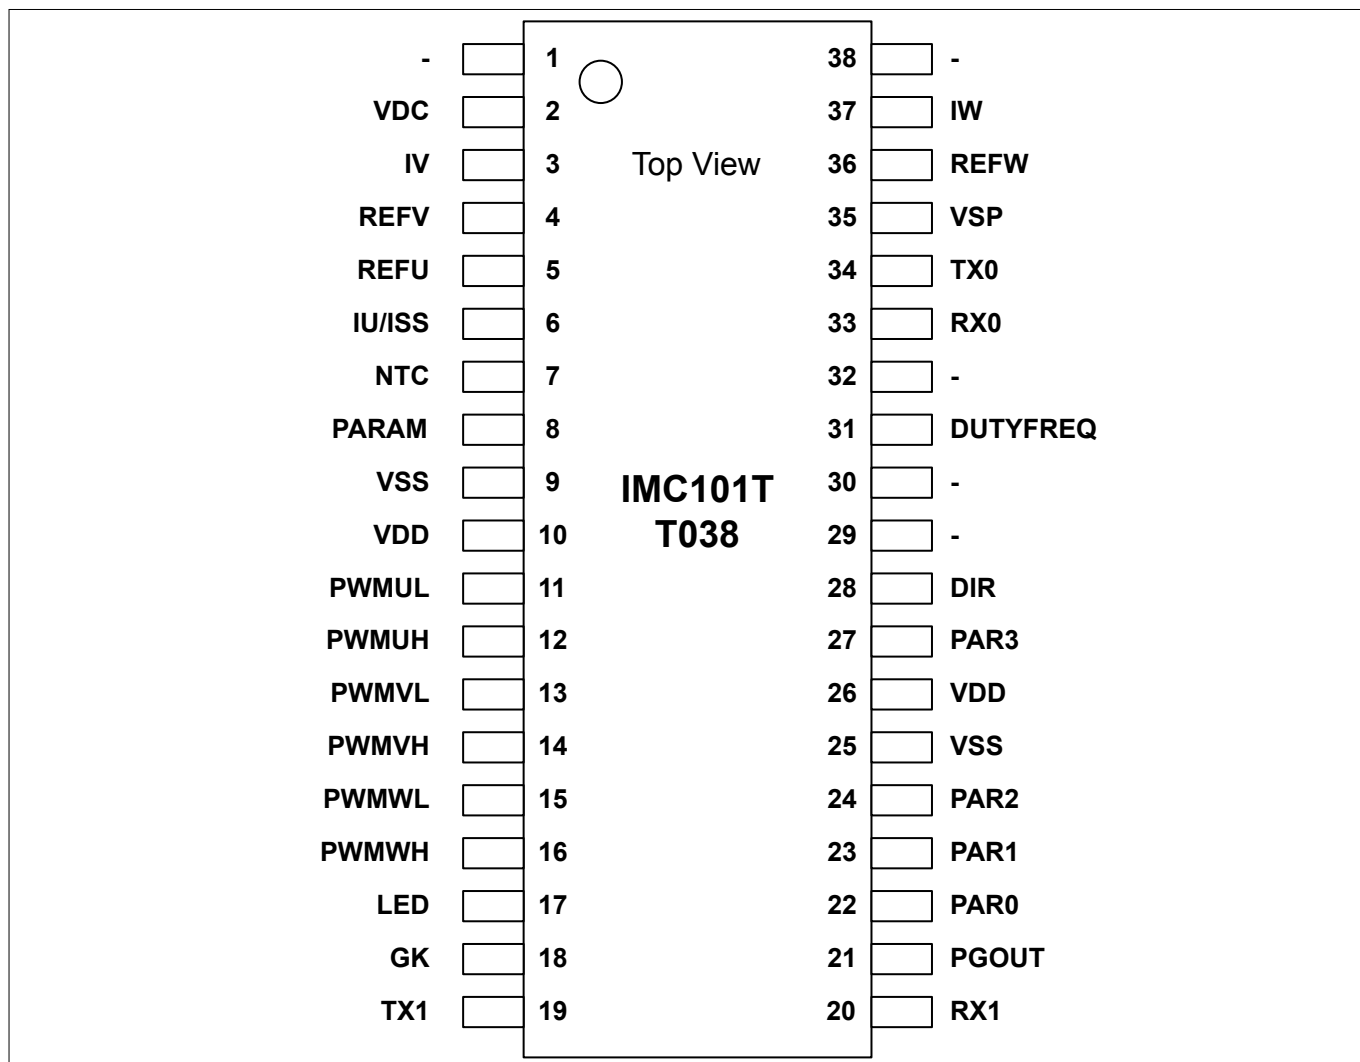 - 1 38 -
VDC 2 37 IW
IV 3 Top View 36 REFW
REFV 4 35 VSP
REFU 5 34 TX0
IU/ISS 6 33 RX0
NTC 7 32 -
PARAM 8 31 DUTYFREQ
VSS 9 IMC101T 30 -
VDD 10 T038 29 -
PWMUL 11 28 DIR
PWMUH 12 27 PAR3
PWMVL 13 26 VDD
PWMVH 14 25 VSS
PWMWL 15 24 PAR2
PWMWH 16 23 PAR1
LED 17 22 PAR0
GK 18 21 PGOUT
TX1 19 20 RX1